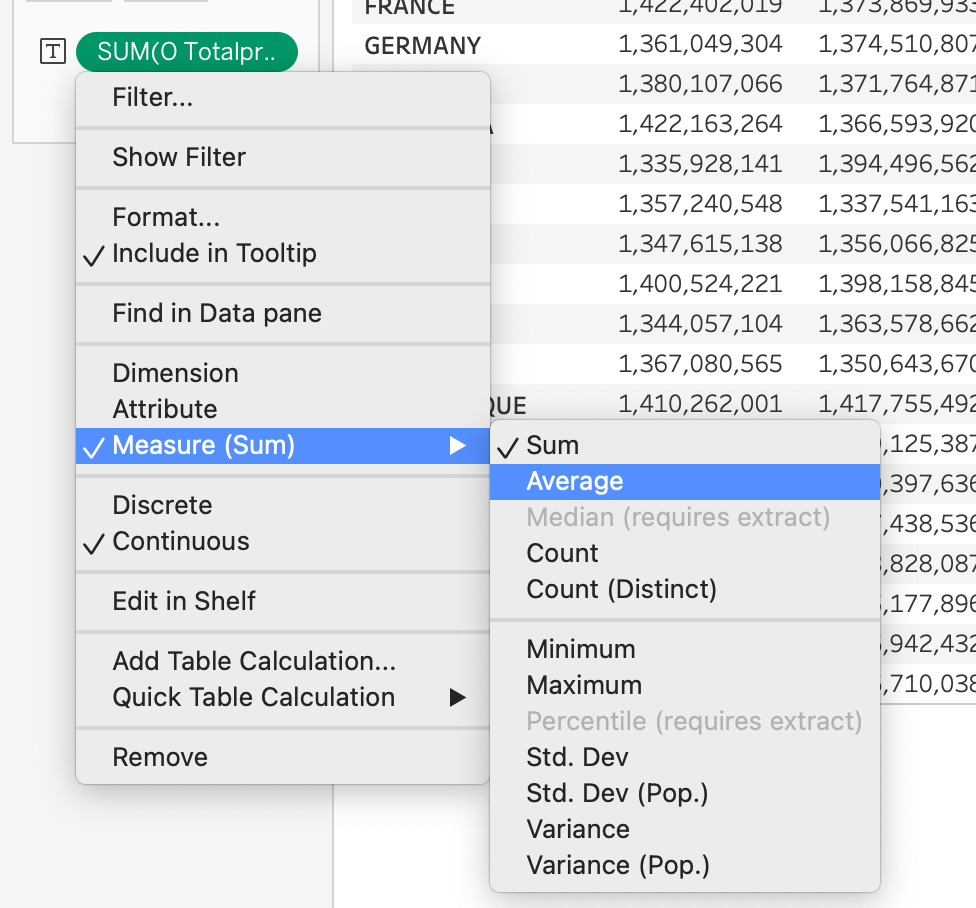 FRANCE 1,422,402,019 1,373,869,933
GERMANY 1,361,049,304 1,374,510,807
1,380,107,066 1,371,764,871
1,422,163,264 1,366,593,920
1,335,928,141 1,394,496,562
1,357,240,548 1,337,541,163
1,347,615,138 1,356,066,825
1,400,524,221 1,398,158,845
1,344,057,104 1,363,578,662
1,367,080,565 1,350,643,670
QUE 1,410,262,001 1,417,755,492
,125,387
,397,636
,438,536
,828,087
,177,896
,942,432
,710,038
T SUM(O Totalpr..
Filter...
Show Filter
Format...
✓ Include in Tooltip
Find in Data pane
Dimension
Attribute
✓ Measure (Sum) ▶
Discrete
✓ Continuous
Edit in Shelf
Add Table Calculation...
Quick Table Calculation ▶
Remove
✓ Sum
Average
Median (requires extract)
Count
Count (Distinct)
Minimum
Maximum
Percentile (requires extract)
Std. Dev
Std. Dev (Pop.)
Variance
Variance (Pop.)